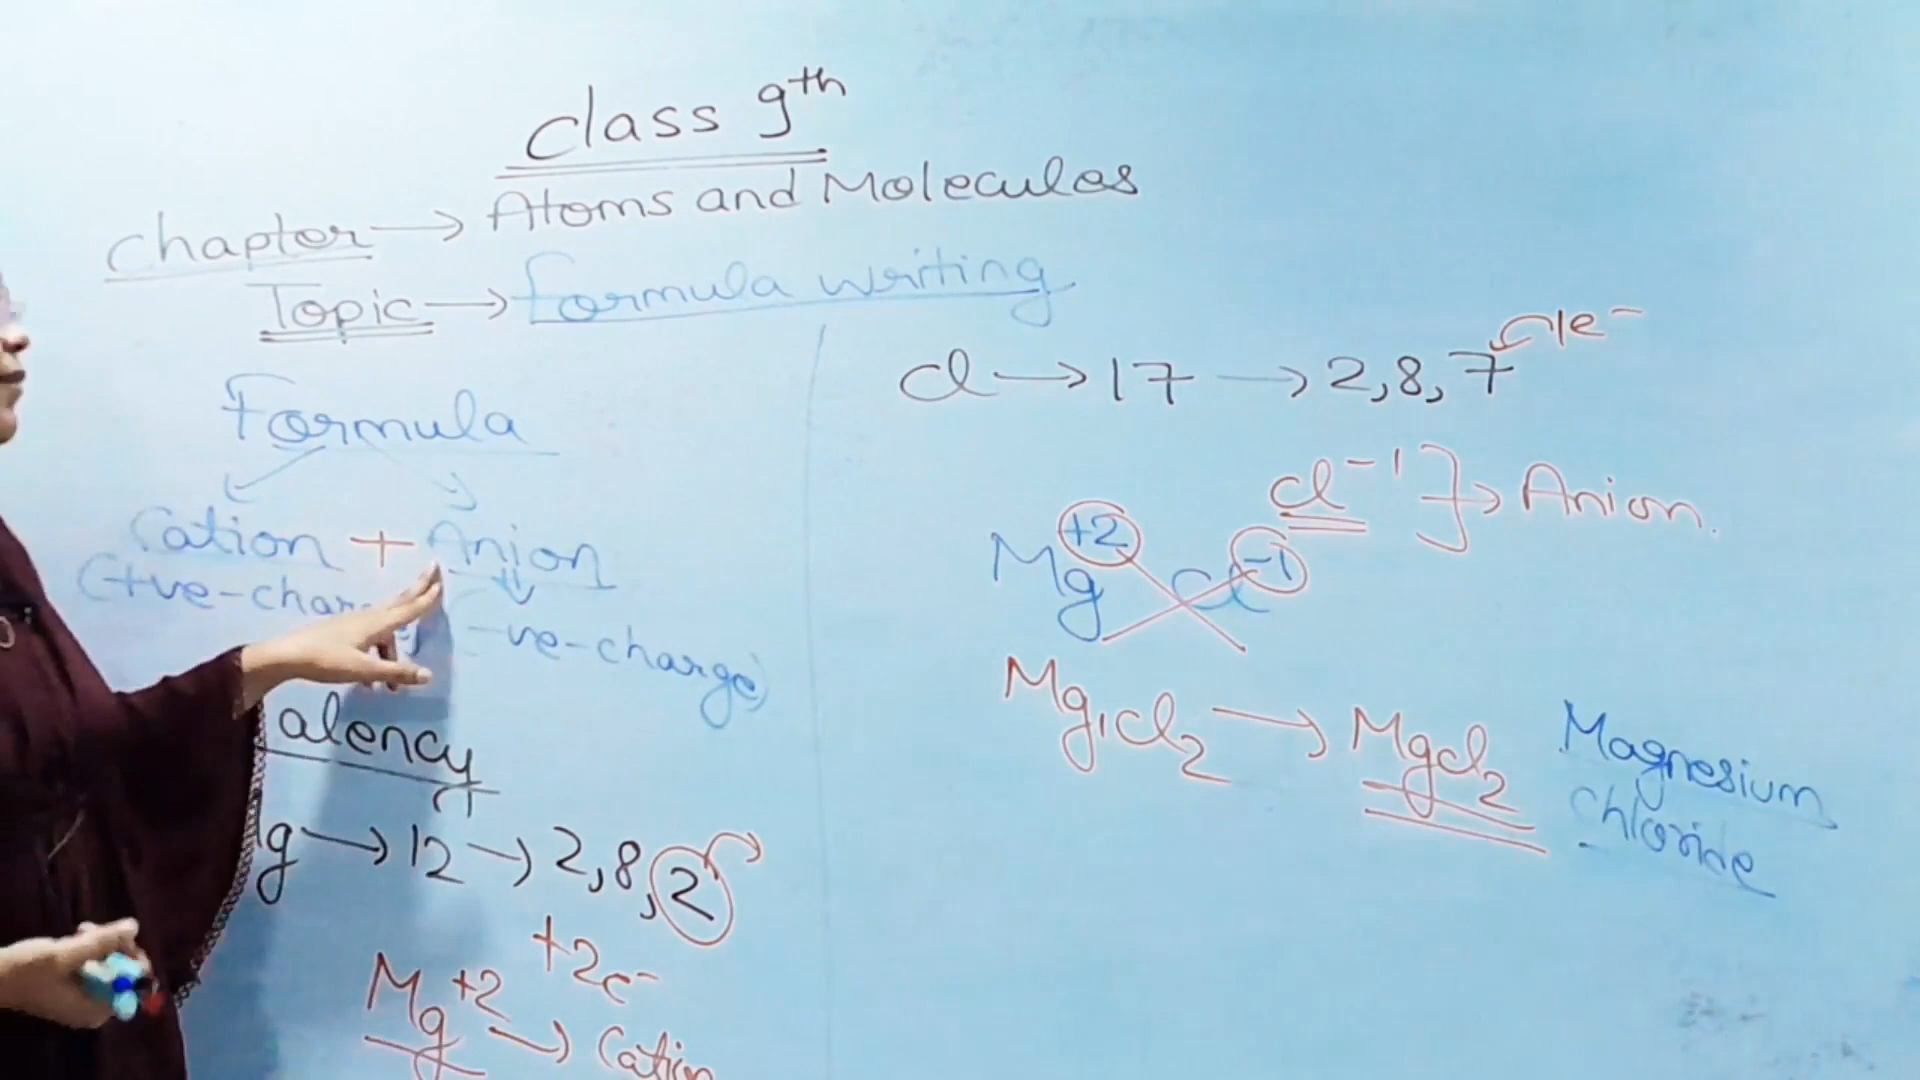 Class 9th
Chapter → Atoms and Molecules
Topic → Formula writing
Formula
Cation + Anion
(+ve-char
-ve-charge)
alency
g → 12 → 2,8,2
+2e-
Mg+2 → Cation
Cl → 17 → 2,8,7 1e-
Cl-1 } → Anion.
Mg+2 Cl-1
Mg1Cl2 → MgCl2
Magnesium
Chloride